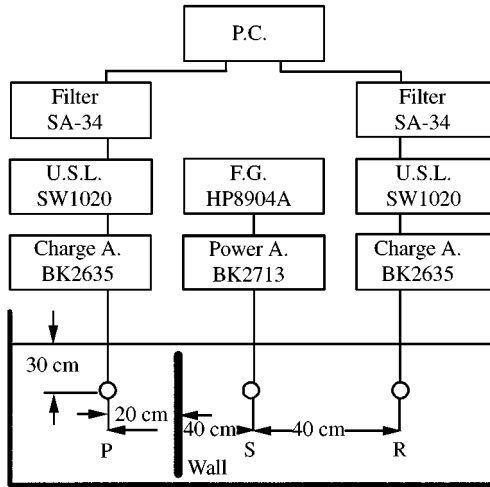 P.C.
Filter
SA-34
Filter
SA-34
U.S.L.
SW1020
F.G.
HP8904A
U.S.L.
SW1020
Charge A.
BK2635
Power A.
BK2713
Charge A.
BK2635
30 cm
20 cm
40 cm
40 cm
P
Wall
S
R